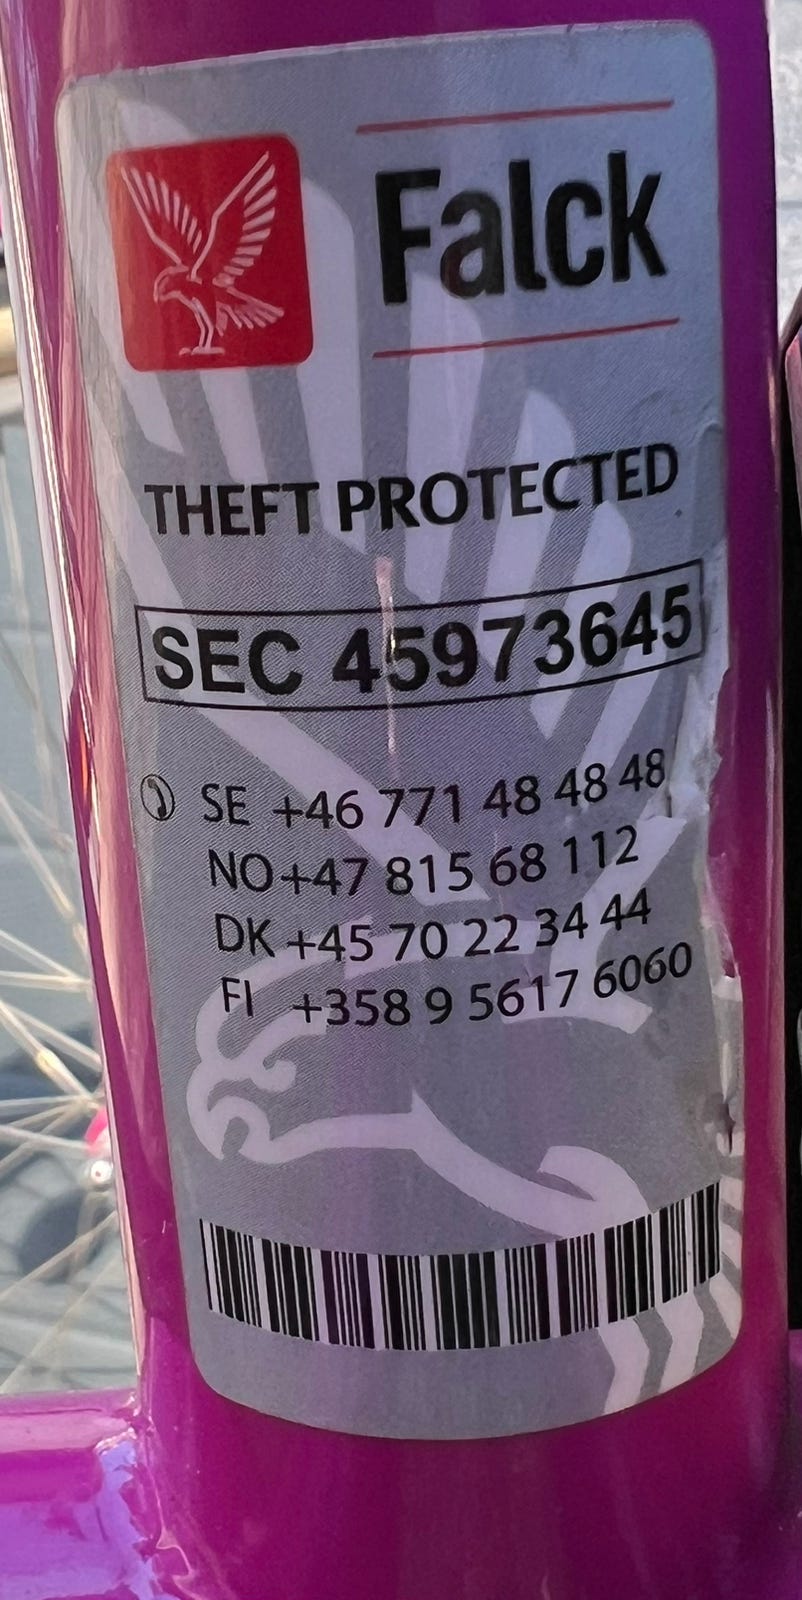 Falck
THEFT PROTECTED
SEC 45973645
SE +46 771 48 48 48
NO +47 815 68 112
DK +45 70 22 34 44
FI +358 9 5617 6060